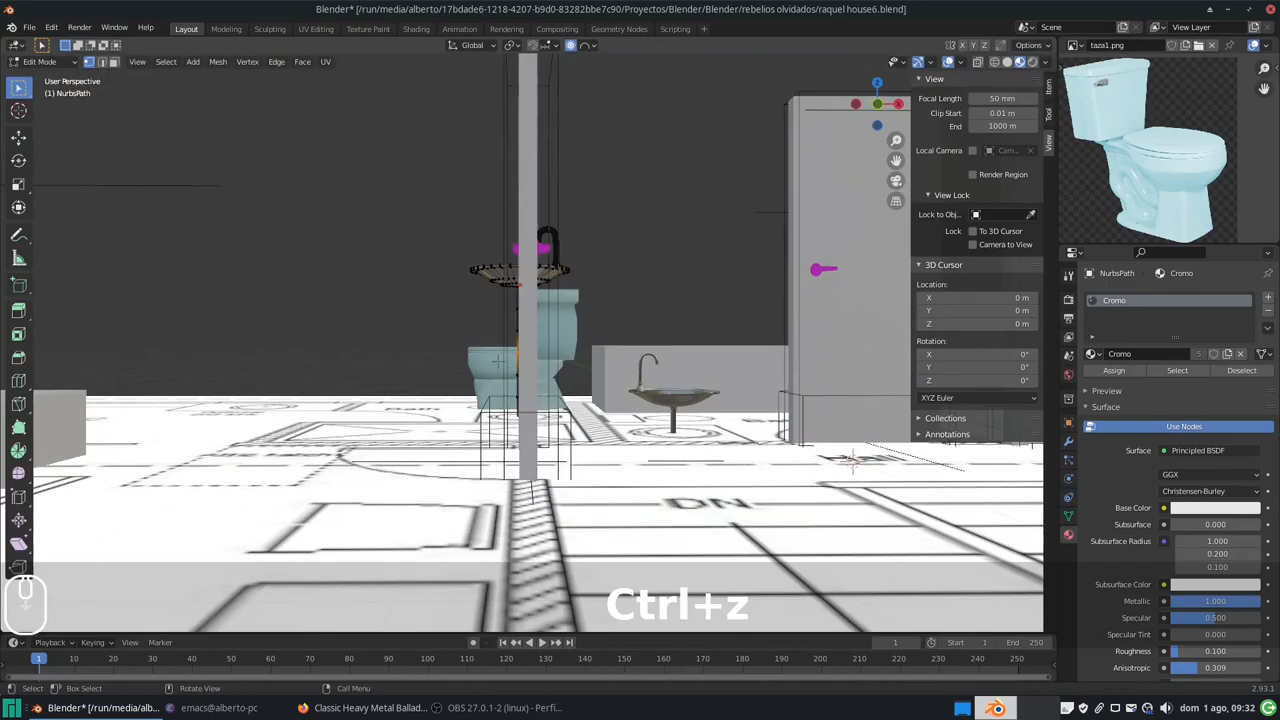 Blender* [/run/media/alberto/17bdade6-1218-4207-b9d0-83282bbe7c90/Proyectos/Blender/Blender/rebelios olvidados/raquel house6.blend]
File Edit Render Window Help Layout Modeling Sculpting UV Editing Texture Paint Shading Animation Rendering Compositing Geometry Nodes Scripting + Scene View Layer
Global X Y Z Options taza1.png
Edit Mode View Select Add Mesh Vertex Edge Face UV
User Perspective
(1) NurbsPath
View
Focal Length 50 mm
Clip Start 0.01 m
End 1000 m
Local Camera Cam...
Render Region
View Lock
Lock to Obj...
Lock To 3D Cursor
Camera to View
3D Cursor
Location:
X 0 m
Y 0 m
Z 0 m
Rotation:
X 0°
Y 0°
Z 0°
XYZ Euler
Collections
Annotations
Item
Tool
View
Z
X
DN
Ctrl+z
NurbsPath Cromo
Cromo
Cromo 5
Assign Select Deselect
Preview
Surface
Use Nodes
Surface Principled BSDF
GGX
Christensen-Burley
Base Color
Subsurface 0.000
Subsurface Radius 1.000
0.200
0.100
Subsurface Color
Metallic 1.000
Specular 0.500
Specular Tint 0.000
Roughness 0.100
Anisotropic 0.309
Playback Keying View Marker 1 Start 1 End 250
1 10 20 30 40 50 60 70 80 90 100 110 120 130 140 150 160 170 180 190 200 210 220 230 240 250
Select Box Select Rotate View Call Menu 2.93.1
Blender* [/run/media/alb... emacs@alberto-pc Classic Heavy Metal Ballad... OBS 27.0.1-2 (linux) - Perfi... dom 1 ago, 09:32